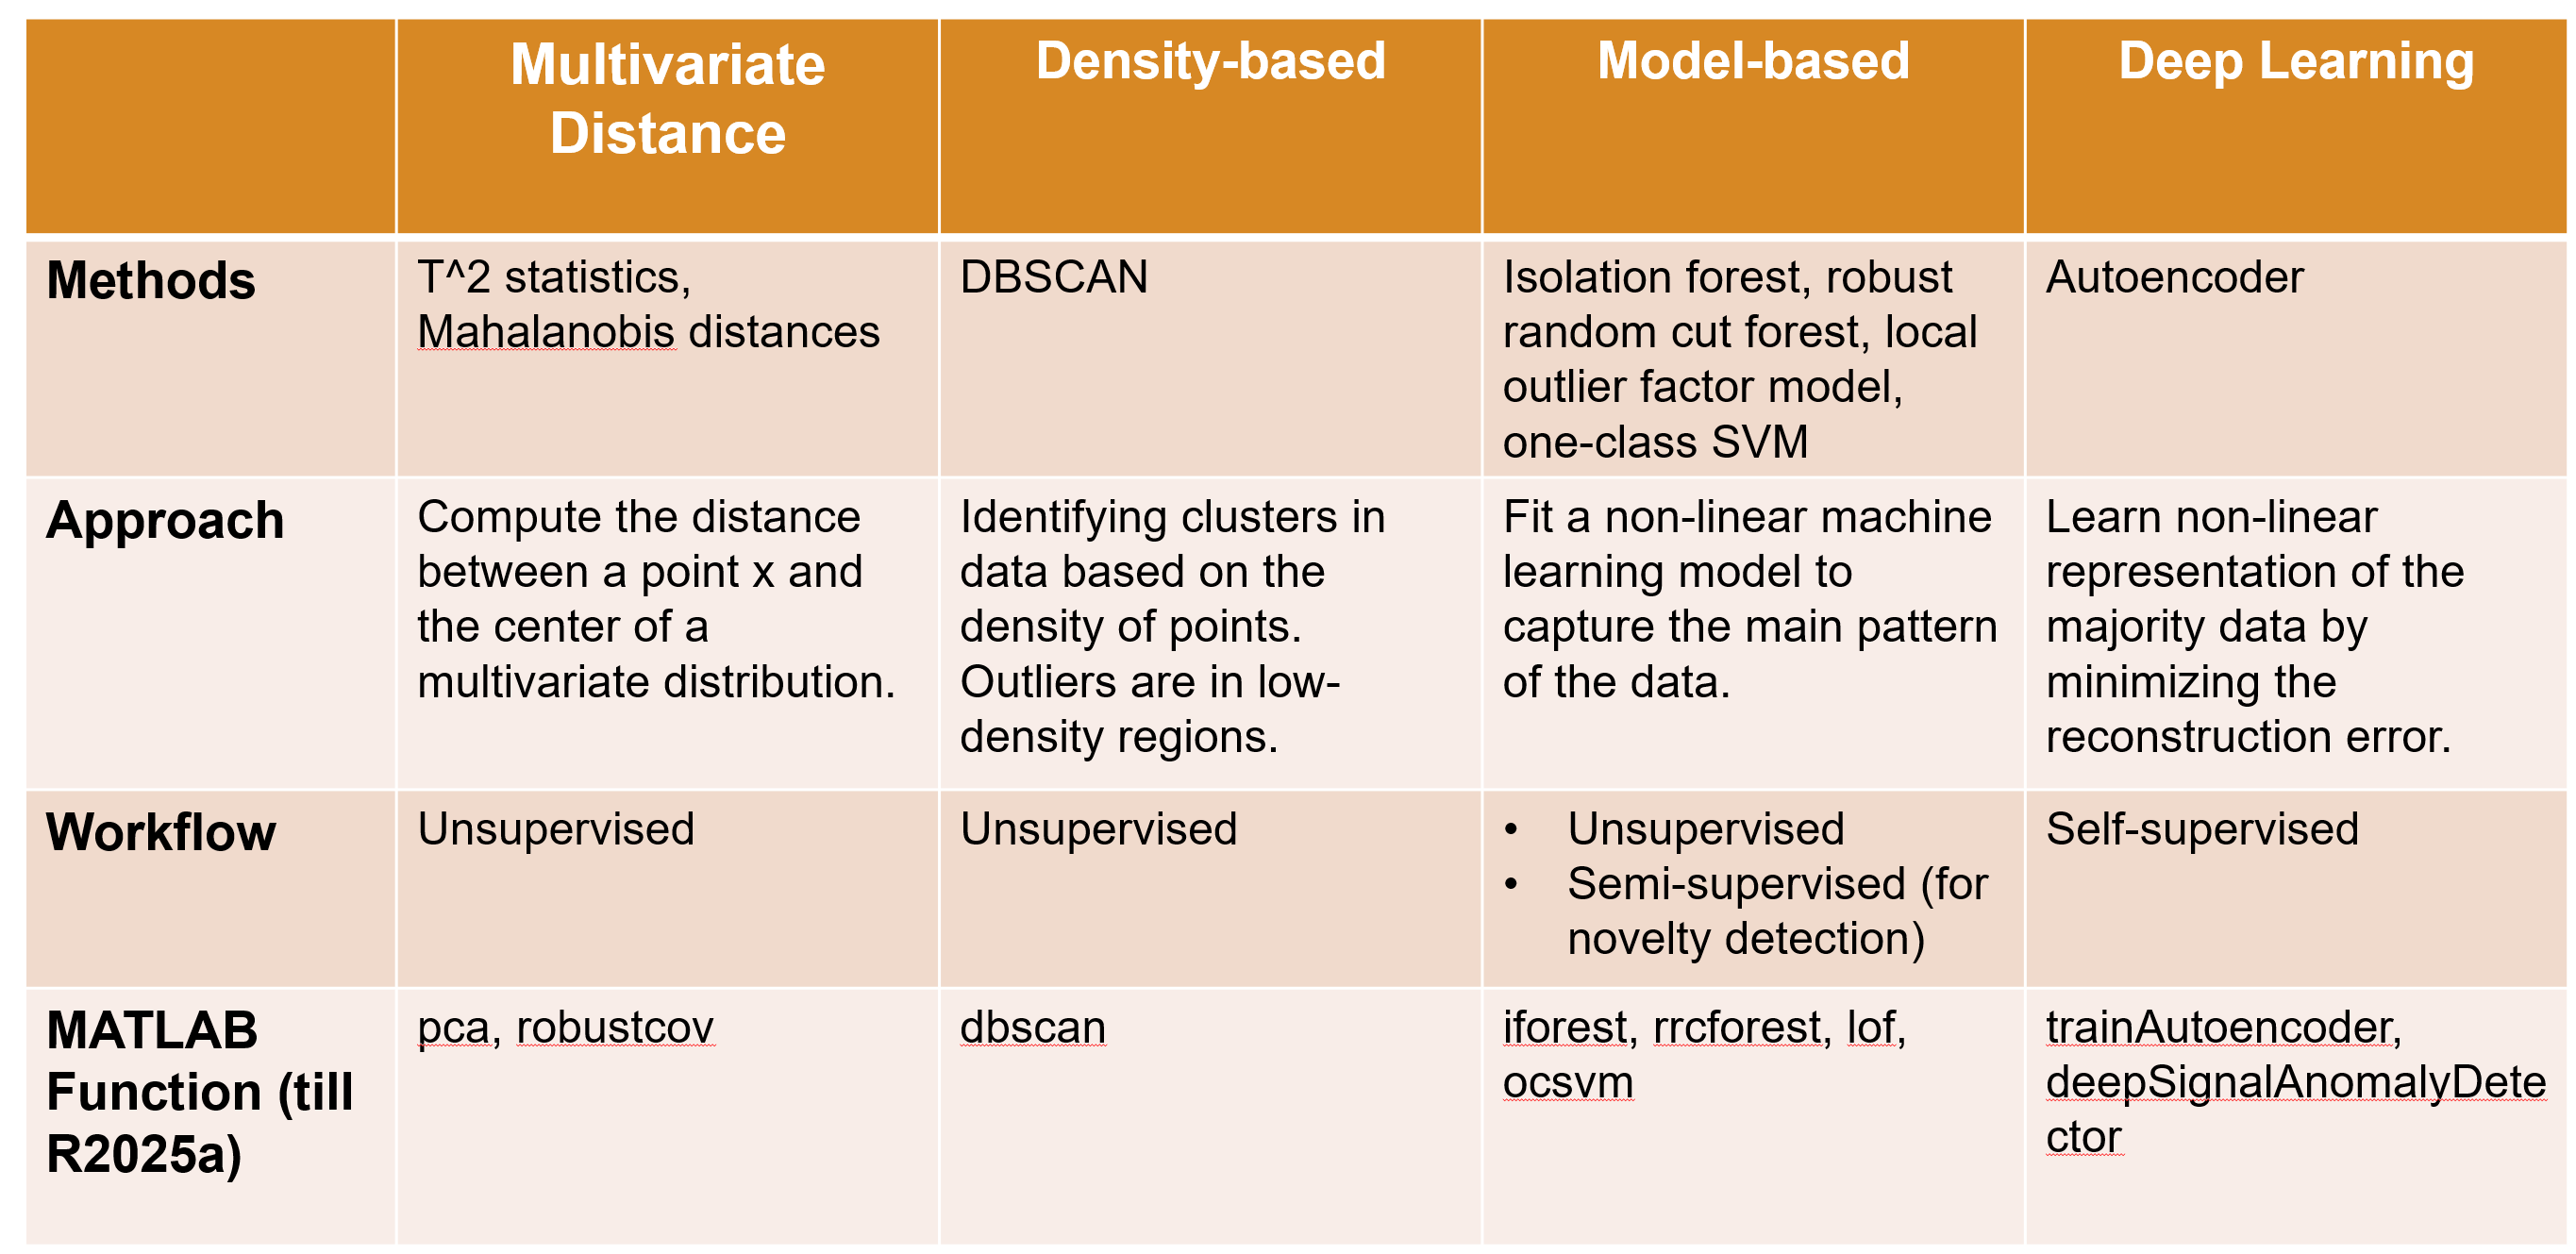 Multivariate
Distance
Density-based
Model-based
Deep Learning
Methods
T^2 statistics,
Mahalanobis distances
DBSCAN
Isolation forest, robust
random cut forest, local
outlier factor model,
one-class SVM
Autoencoder
Approach
Compute the distance
between a point x and
the center of a
multivariate distribution.
Identifying clusters in
data based on the
density of points.
Outliers are in low-
density regions.
Fit a non-linear machine
learning model to
capture the main pattern
of the data.
Learn non-linear
representation of the
majority data by
minimizing the
reconstruction error.
Workflow
Unsupervised
Unsupervised
• Unsupervised
• Semi-supervised (for
novelty detection)
Self-supervised
MATLAB
Function (till
R2025a)
pca, robustcov
dbscan
iforest, rrcforest, lof,
ocsvm
trainAutoencoder,
deepSignalAnomalyDete
ctor